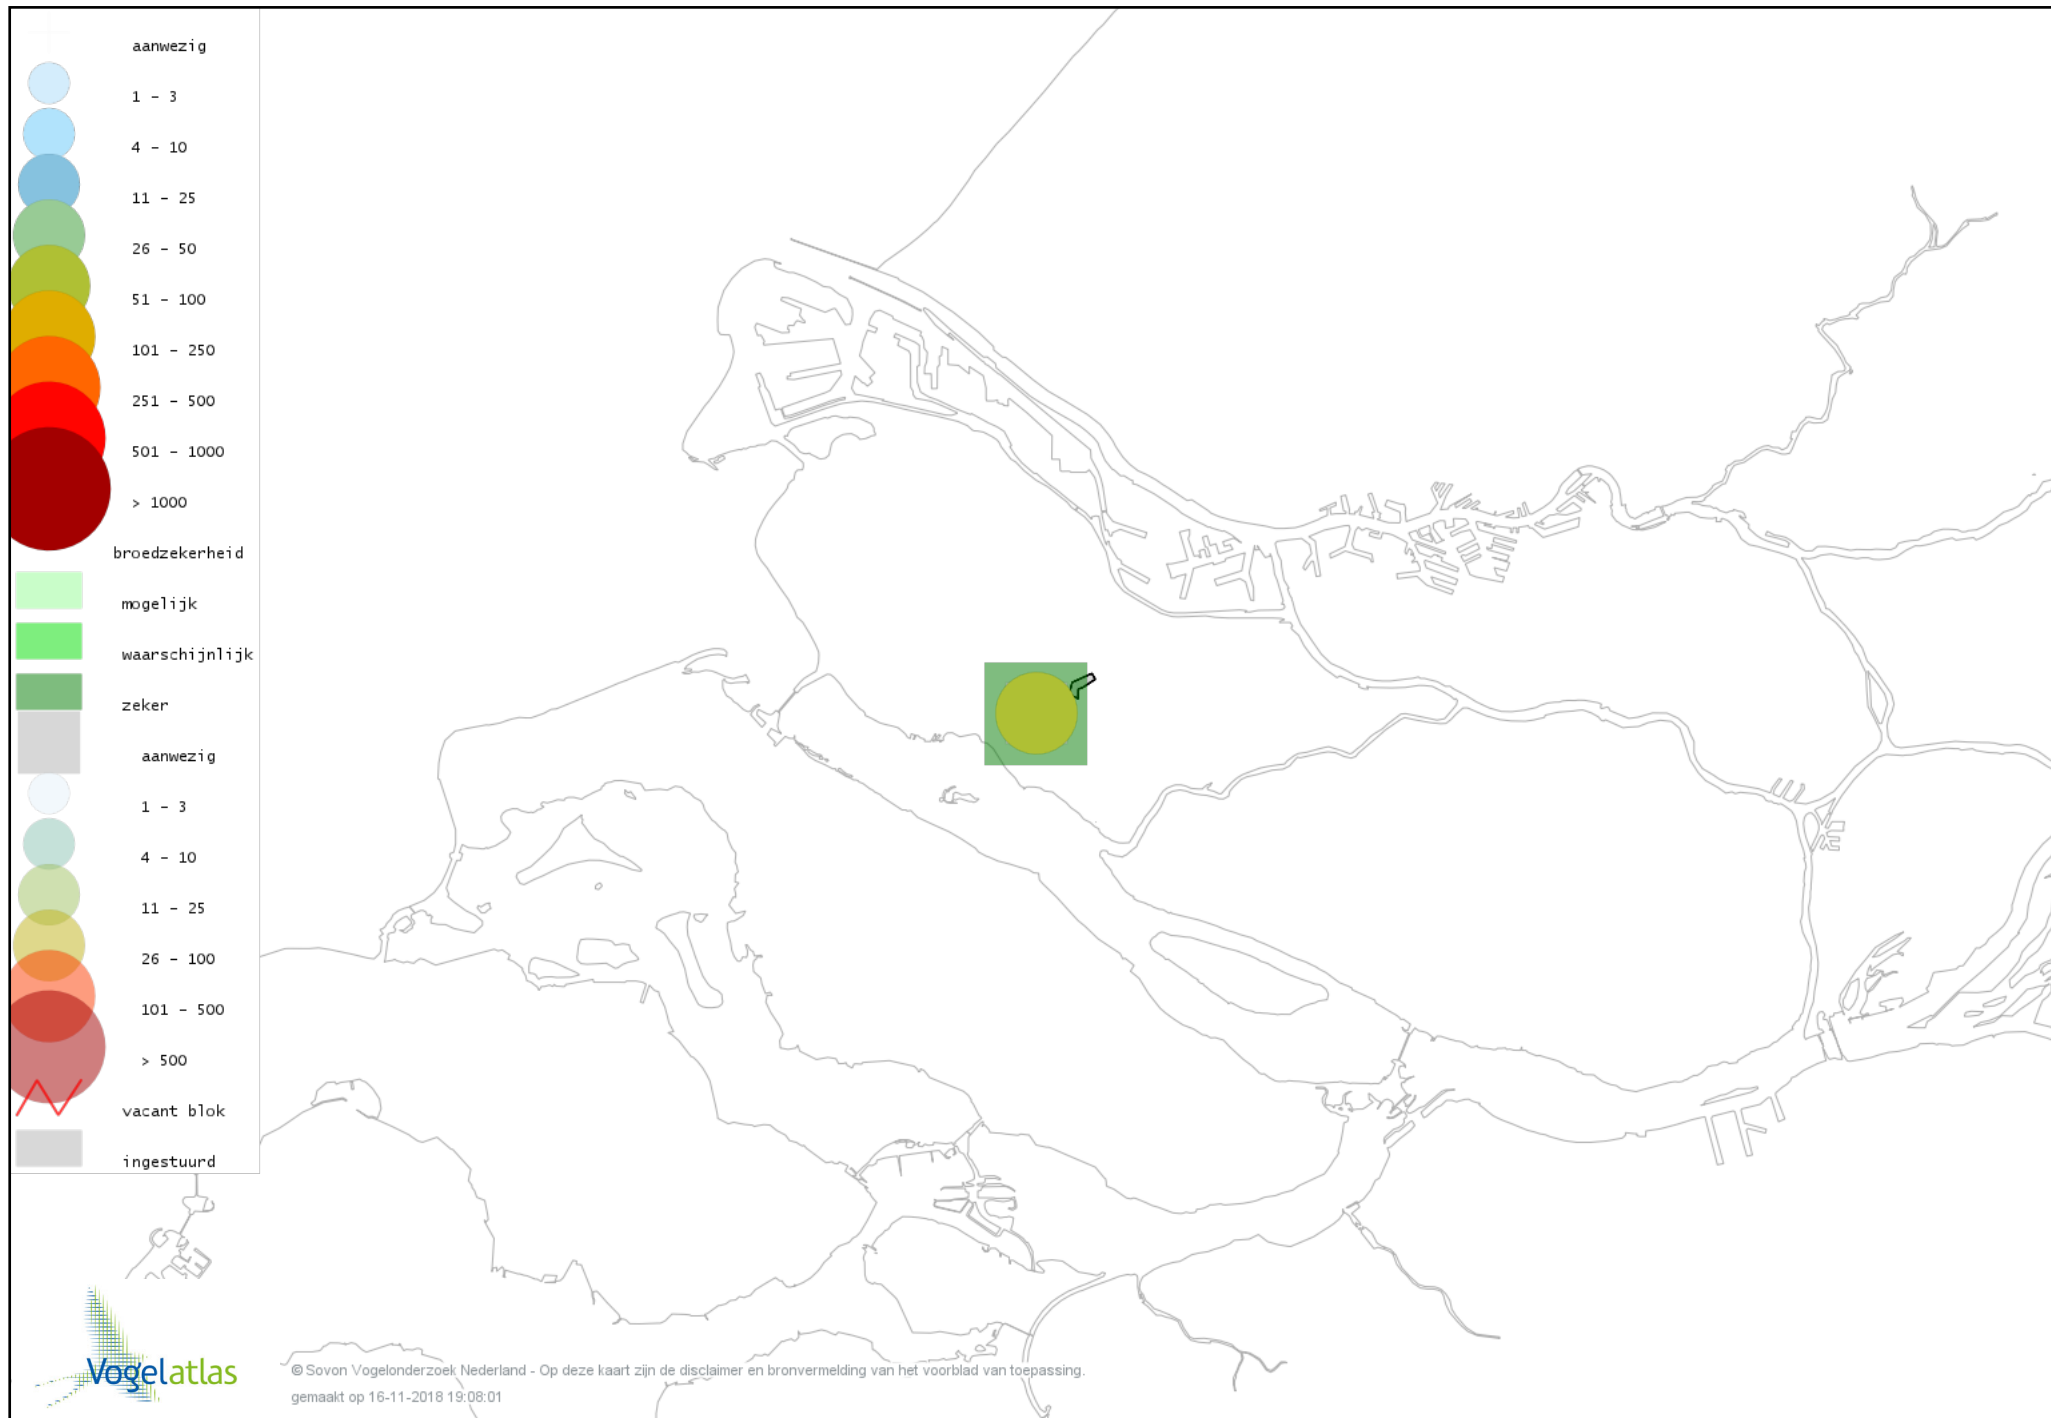 aanwezig
1 - 3
4 - 10
11 - 25
26 - 50
51 - 100
101 - 250
251 - 500
501 - 1000
> 1000
broedzekerheid
mogelijk
waarschijnlijk
zeker
aanwezig
1 - 3
4 - 10
11 - 25
26 - 100
101 - 500
> 500
vacant blok
ingestuurd
Vogelatlas
© Sovon Vogelonderzoek Nederland - Op deze kaart zijn de disclaimer en bronvermelding van het voorblad van toepassing.
gemaakt op 16-11-2018 19:08:01